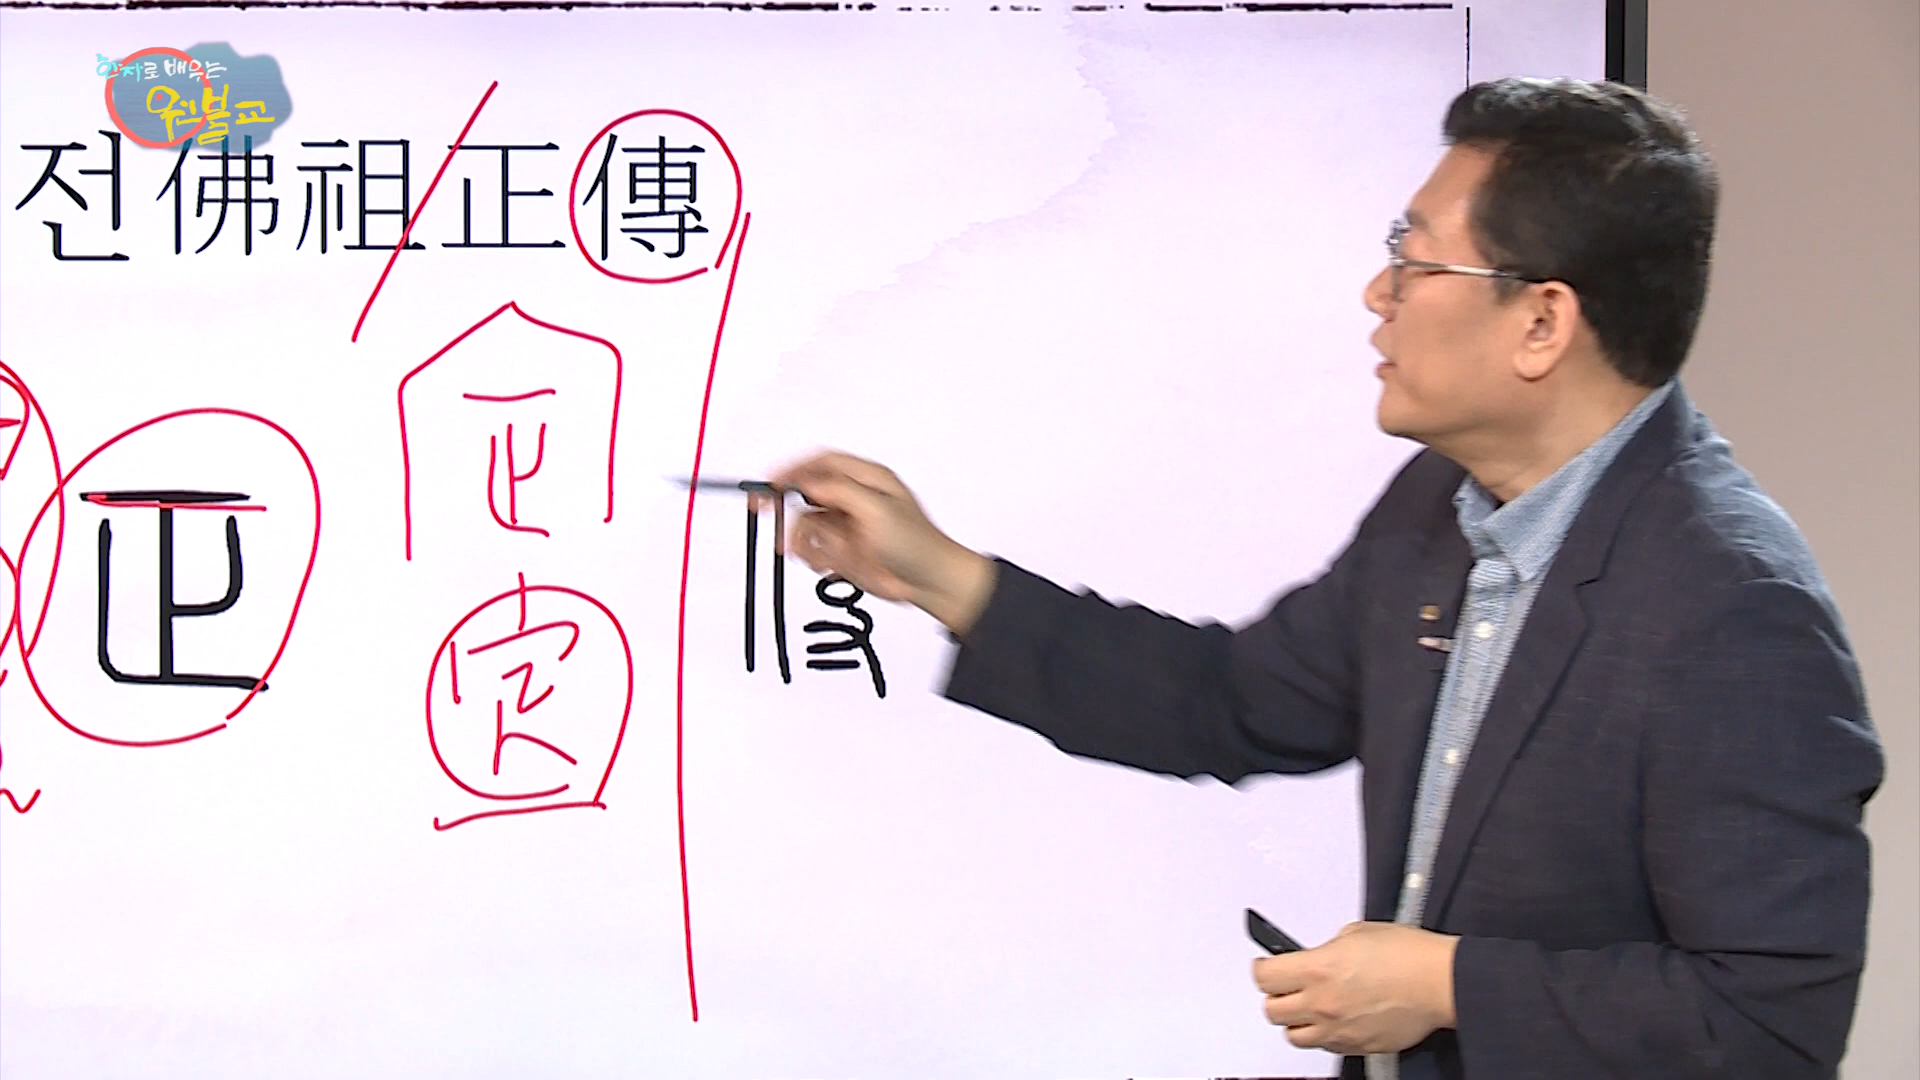 한자로 배우는
원불교
전佛祖正傳
正
正
定